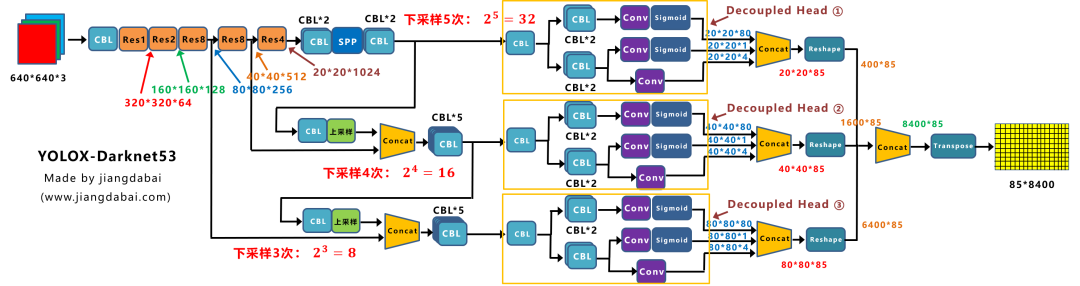 640*640*3
CBL
Res1
Res2
Res8
Res8
Res4
CBL*2
CBL
SPP
CBL*2
CBL
320*320*64
160*160*128
80*80*256
40*40*512
20*20*1024
下采样5次： 2^5 = 32
CBL
CBL
CBL*2
CBL
CBL*2
Conv
Sigmoid
Conv
Sigmoid
Conv
Decoupled Head ①
20*20*80
20*20*1
20*20*4
Concat
20*20*85
Reshape
400*85
CBL
上采样
Concat
CBL*5
CBL
下采样4次： 2^4 = 16
CBL
CBL
CBL*2
CBL
CBL*2
Conv
Sigmoid
Conv
Sigmoid
Conv
Decoupled Head ②
40*40*80
40*40*1
40*40*4
Concat
40*40*85
Reshape
1600*85
Concat
8400*85
Transpose
85*8400
YOLOX-Darknet53
Made by jiangdabai
(www.jiangdabai.com)
CBL
上采样
Concat
CBL*5
CBL
下采样3次： 2^3 = 8
CBL
CBL
CBL*2
CBL
CBL*2
Conv
Sigmoid
Conv
Sigmoid
Conv
Decoupled Head ③
80*80*80
80*80*1
80*80*4
Concat
80*80*85
Reshape
6400*85